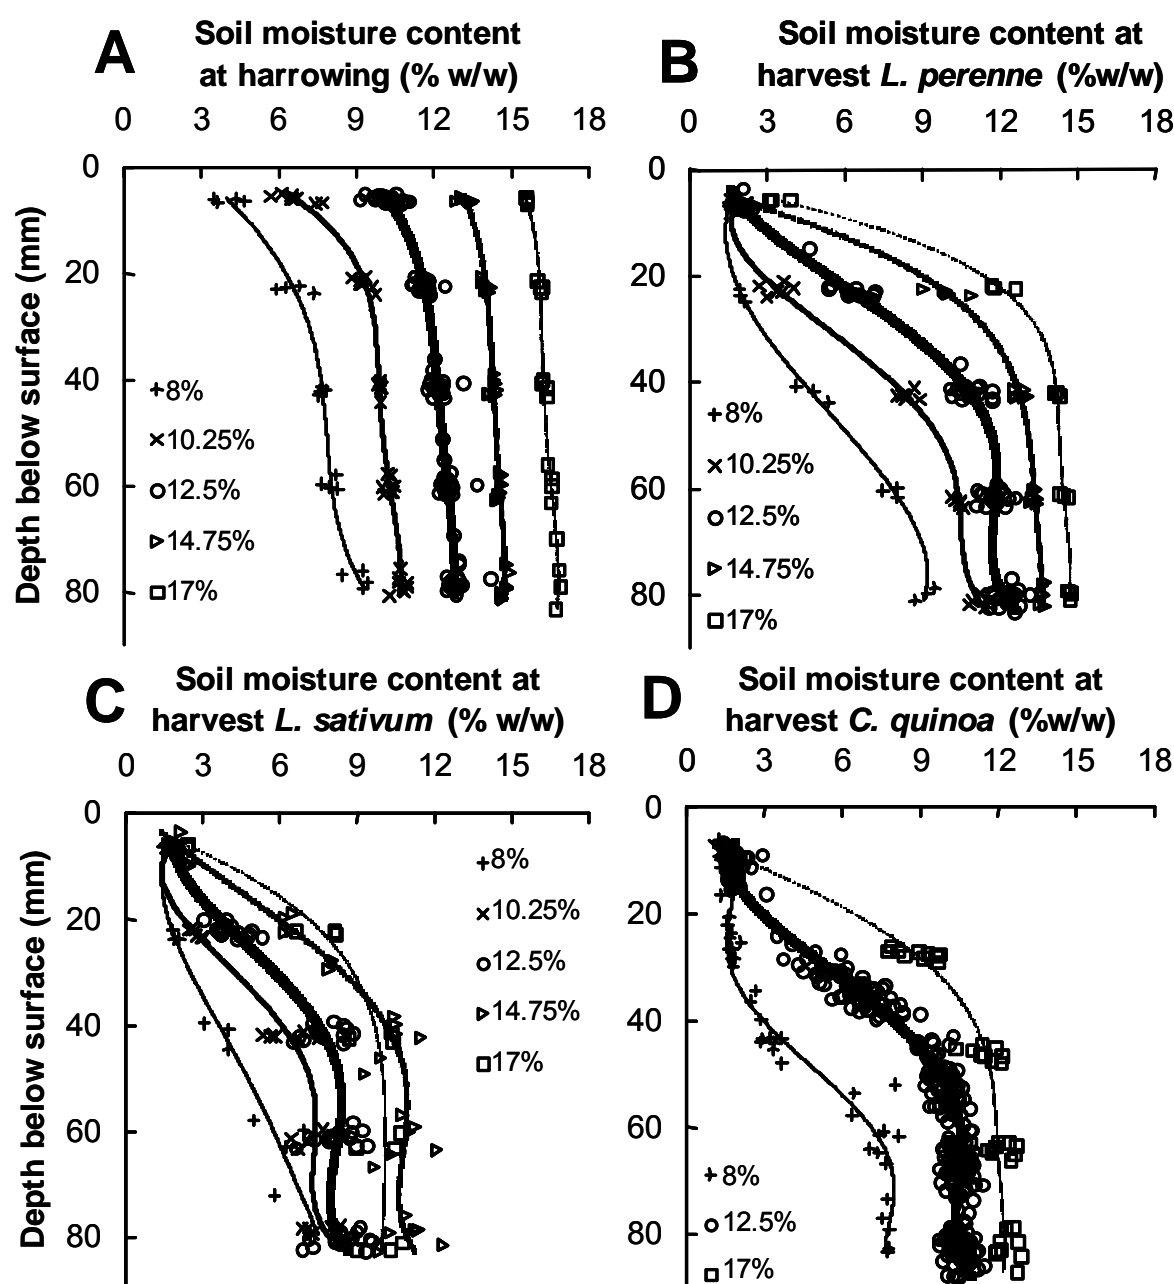 A
Soil moisture content
at harrowing (% w/w)
0 3 6 9 12 15 18
0
20
40
60
80
Depth below surface (mm)
8%
10.25%
12.5%
14.75%
17%
B
Soil moisture content at
harvest L. perenne (%w/w)
0 3 6 9 12 15 18
0
20
40
60
80
8%
10.25%
12.5%
14.75%
17%
C
Soil moisture content at
harvest L. sativum (% w/w)
0 3 6 9 12 15 18
0
20
40
60
80
Depth below surface (mm)
8%
10.25%
12.5%
14.75%
17%
D
Soil moisture content at
harvest C. quinoa (%w/w)
0 3 6 9 12 15 18
0
20
40
60
80
8%
12.5%
17%